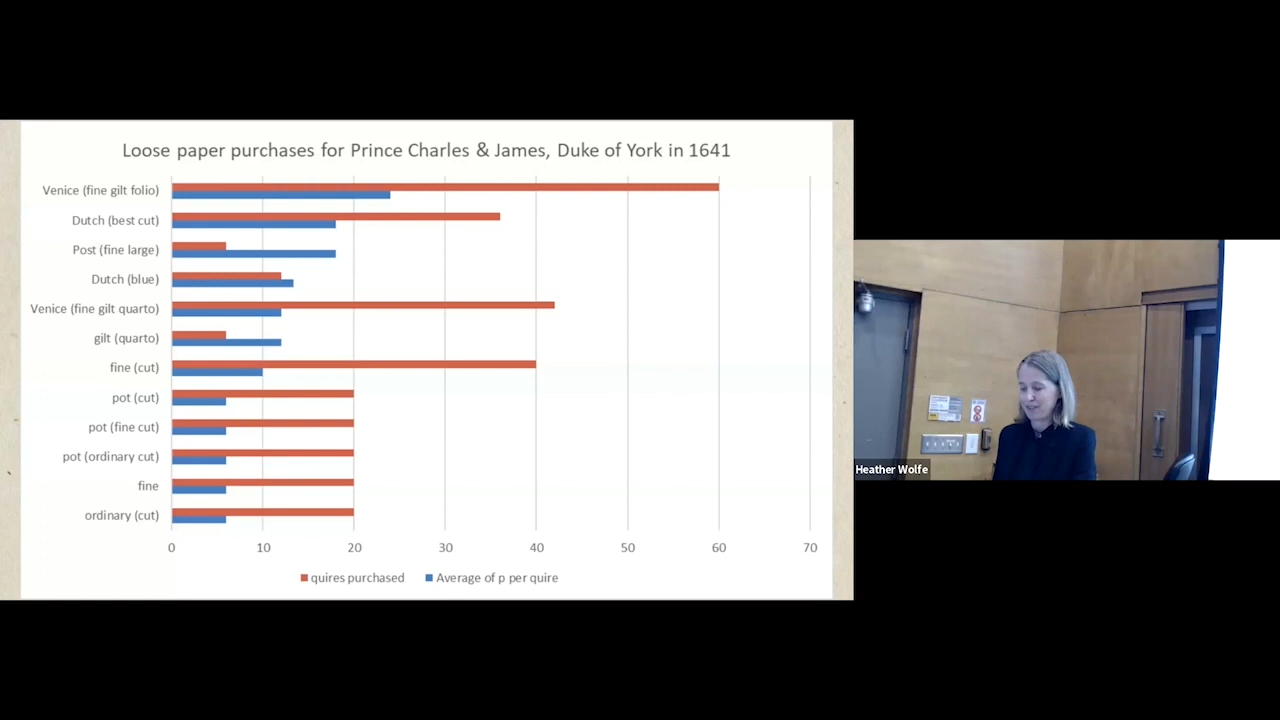 Loose paper purchases for Prince Charles & James, Duke of York in 1641
Venice (fine gilt folio)
Dutch (best cut)
Post (fine large)
Dutch (blue)
Venice (fine gilt quarto)
gilt (quarto)
fine (cut)
pot (cut)
pot (fine cut)
pot (ordinary cut)
fine
ordinary (cut)
0 10 20 30 40 50 60 70
quires purchased Average of p per quire
Heather Wolfe